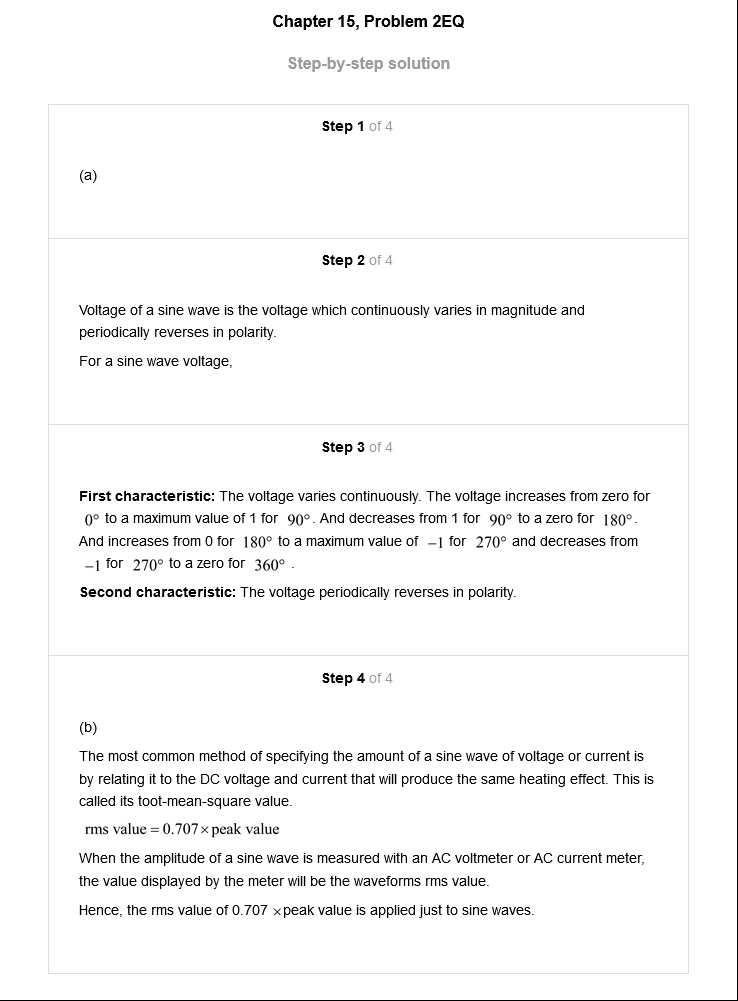 Chapter 15, Problem 2EQ
Step-by-step solution
Step 1 of 4
(a)
Step 2 of 4
Voltage of a sine wave is the voltage which continuously varies in magnitude and
periodically reverses in polarity.
For a sine wave voltage,
Step 3 of 4
First characteristic: The voltage varies continuously. The voltage increases from zero for
0° to a maximum value of 1 for 90°. And decreases from 1 for 90° to a zero for 180°.
And increases from 0 for 180° to a maximum value of −1 for 270° and decreases from
−1 for 270° to a zero for 360° .
Second characteristic: The voltage periodically reverses in polarity.
Step 4 of 4
(b)
The most common method of specifying the amount of a sine wave of voltage or current is
by relating it to the DC voltage and current that will produce the same heating effect. This is
called its toot-mean-square value.
rms value = 0.707 × peak value
When the amplitude of a sine wave is measured with an AC voltmeter or AC current meter,
the value displayed by the meter will be the waveforms rms value.
Hence, the rms value of 0.707 × peak value is applied just to sine waves.